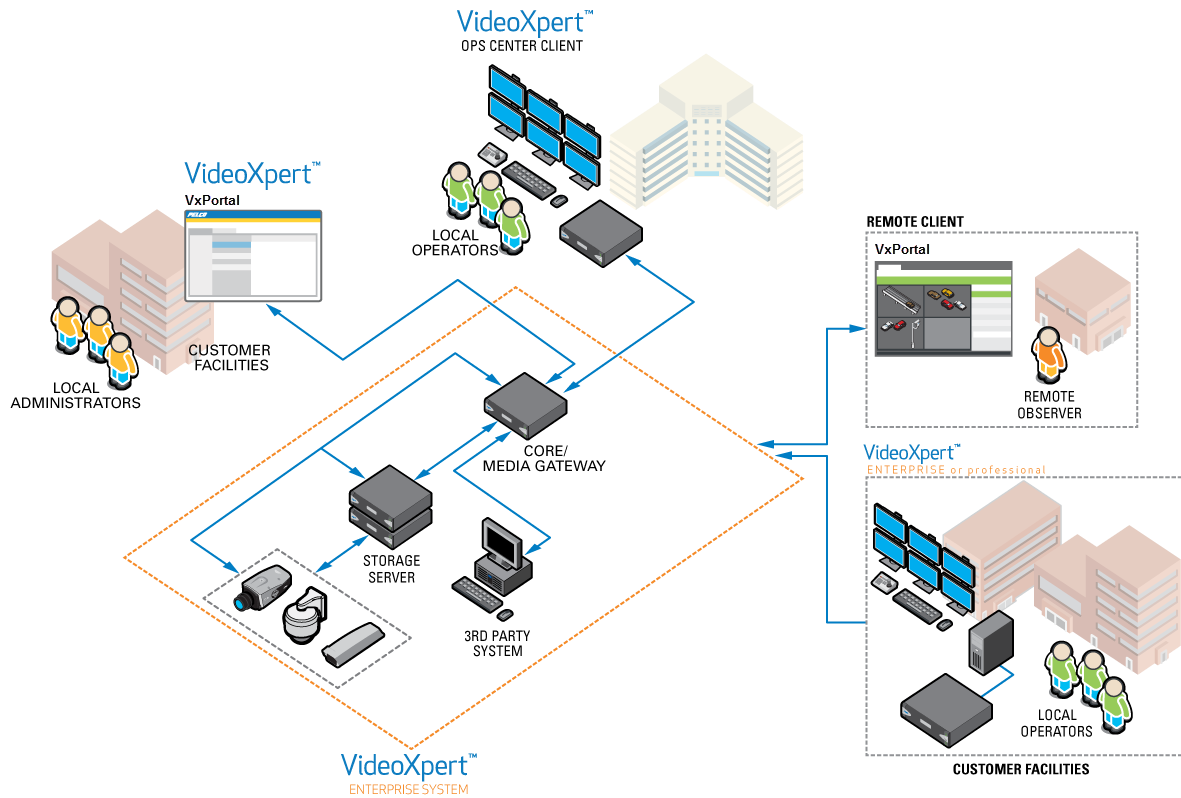 VideoXpert™
OPS CENTER CLIENT
VideoXpert™
VxPortal
PELCO
LOCAL
OPERATORS
REMOTE CLIENT
VxPortal
CUSTOMER
FACILITIES
LOCAL
ADMINISTRATORS
REMOTE
OBSERVER
CORE/
MEDIA GATEWAY
VideoXpert™
ENTERPRISE or professional
STORAGE
SERVER
3RD PARTY
SYSTEM
LOCAL
OPERATORS
VideoXpert™
ENTERPRISE SYSTEM
CUSTOMER FACILITIES